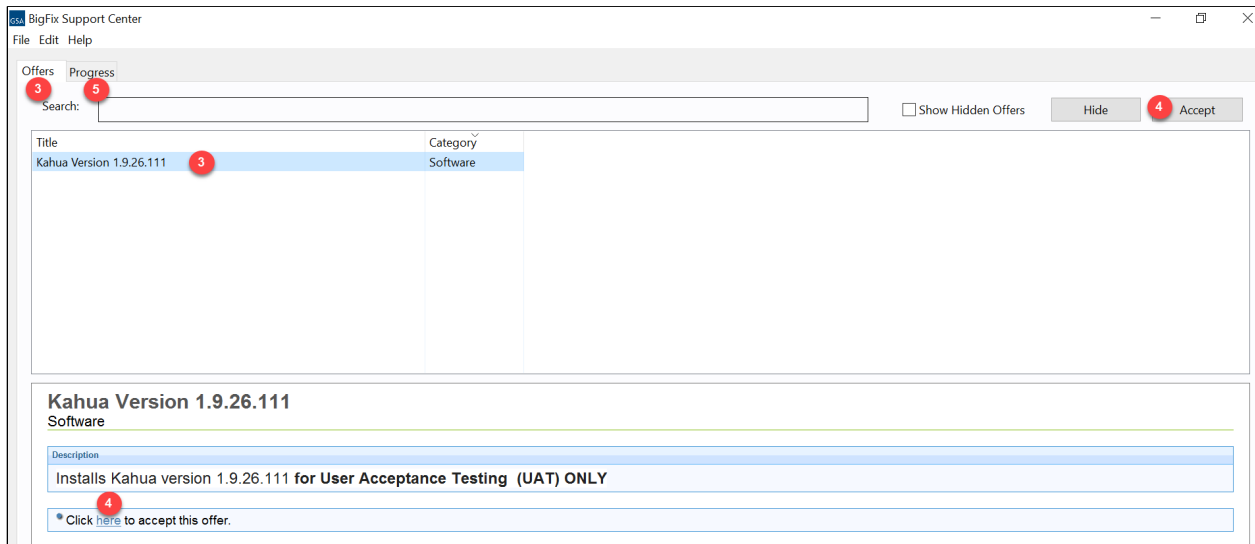 GSA BigFix Support Center
File Edit Help
Offers Progress
3 5
Search: Show Hidden Offers Hide 4 Accept
Title Category
Kahua Version 1.9.26.111 3 Software
Kahua Version 1.9.26.111
Software
Description
Installs Kahua version 1.9.26.111 for User Acceptance Testing (UAT) ONLY
4
Click here to accept this offer.